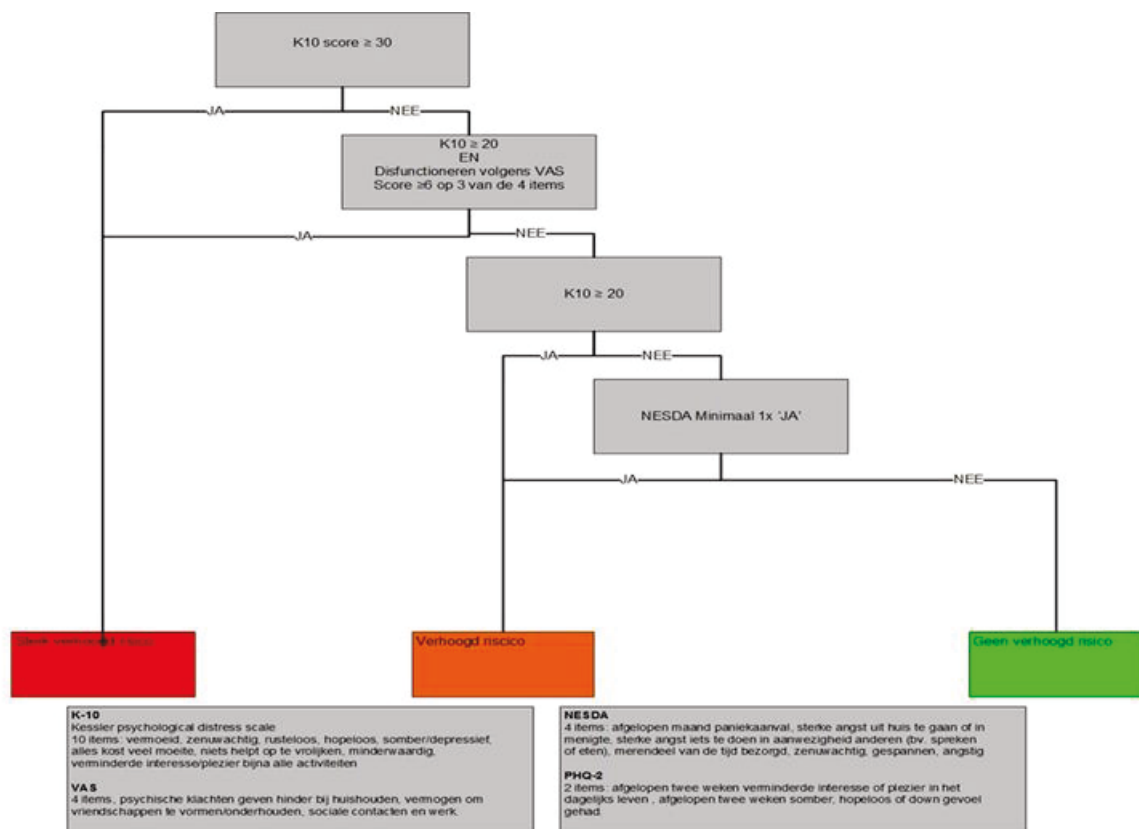 K10 score ≥ 30
JA
NEE
K10 ≥ 20
EN
Disfunctioneren volgens VAS
Score ≥6 op 3 van de 4 items
JA
NEE
K10 ≥ 20
JA
NEE
NESDA Minimaal 1x 'JA'
JA
NEE
Sterk verhoogd risico
Verhoogd riscico
Geen verhoogd risico
K-10
Kessler psychological distress scale
10 items: vermoeid, zenuwachtig, rusteloos, hopeloos, somber/depressief,
alles kost veel moeite, niets helpt op te vrolijken, minderwaardig,
verminderde interesse/plezier bijna alle activiteiten
VAS
4 items, psychische klachten geven hinder bij huishouden, vermogen om
vriendschappen te vormen/onderhouden, sociale contacten en werk.
NESDA
4 items: afgelopen maand paniekaanval, sterke angst uit huis te gaan of in
menigte, sterke angst iets te doen in aanwezigheid anderen (bv. spreken
of eten), merendeel van de tijd bezorgd, zenuwachtig, gespannen, angstig
PHQ-2
2 items: afgelopen twee weken verminderde interesse of plezier in het
dagelijks leven , afgelopen twee weken somber, hopeloos of down gevoel
gehad.